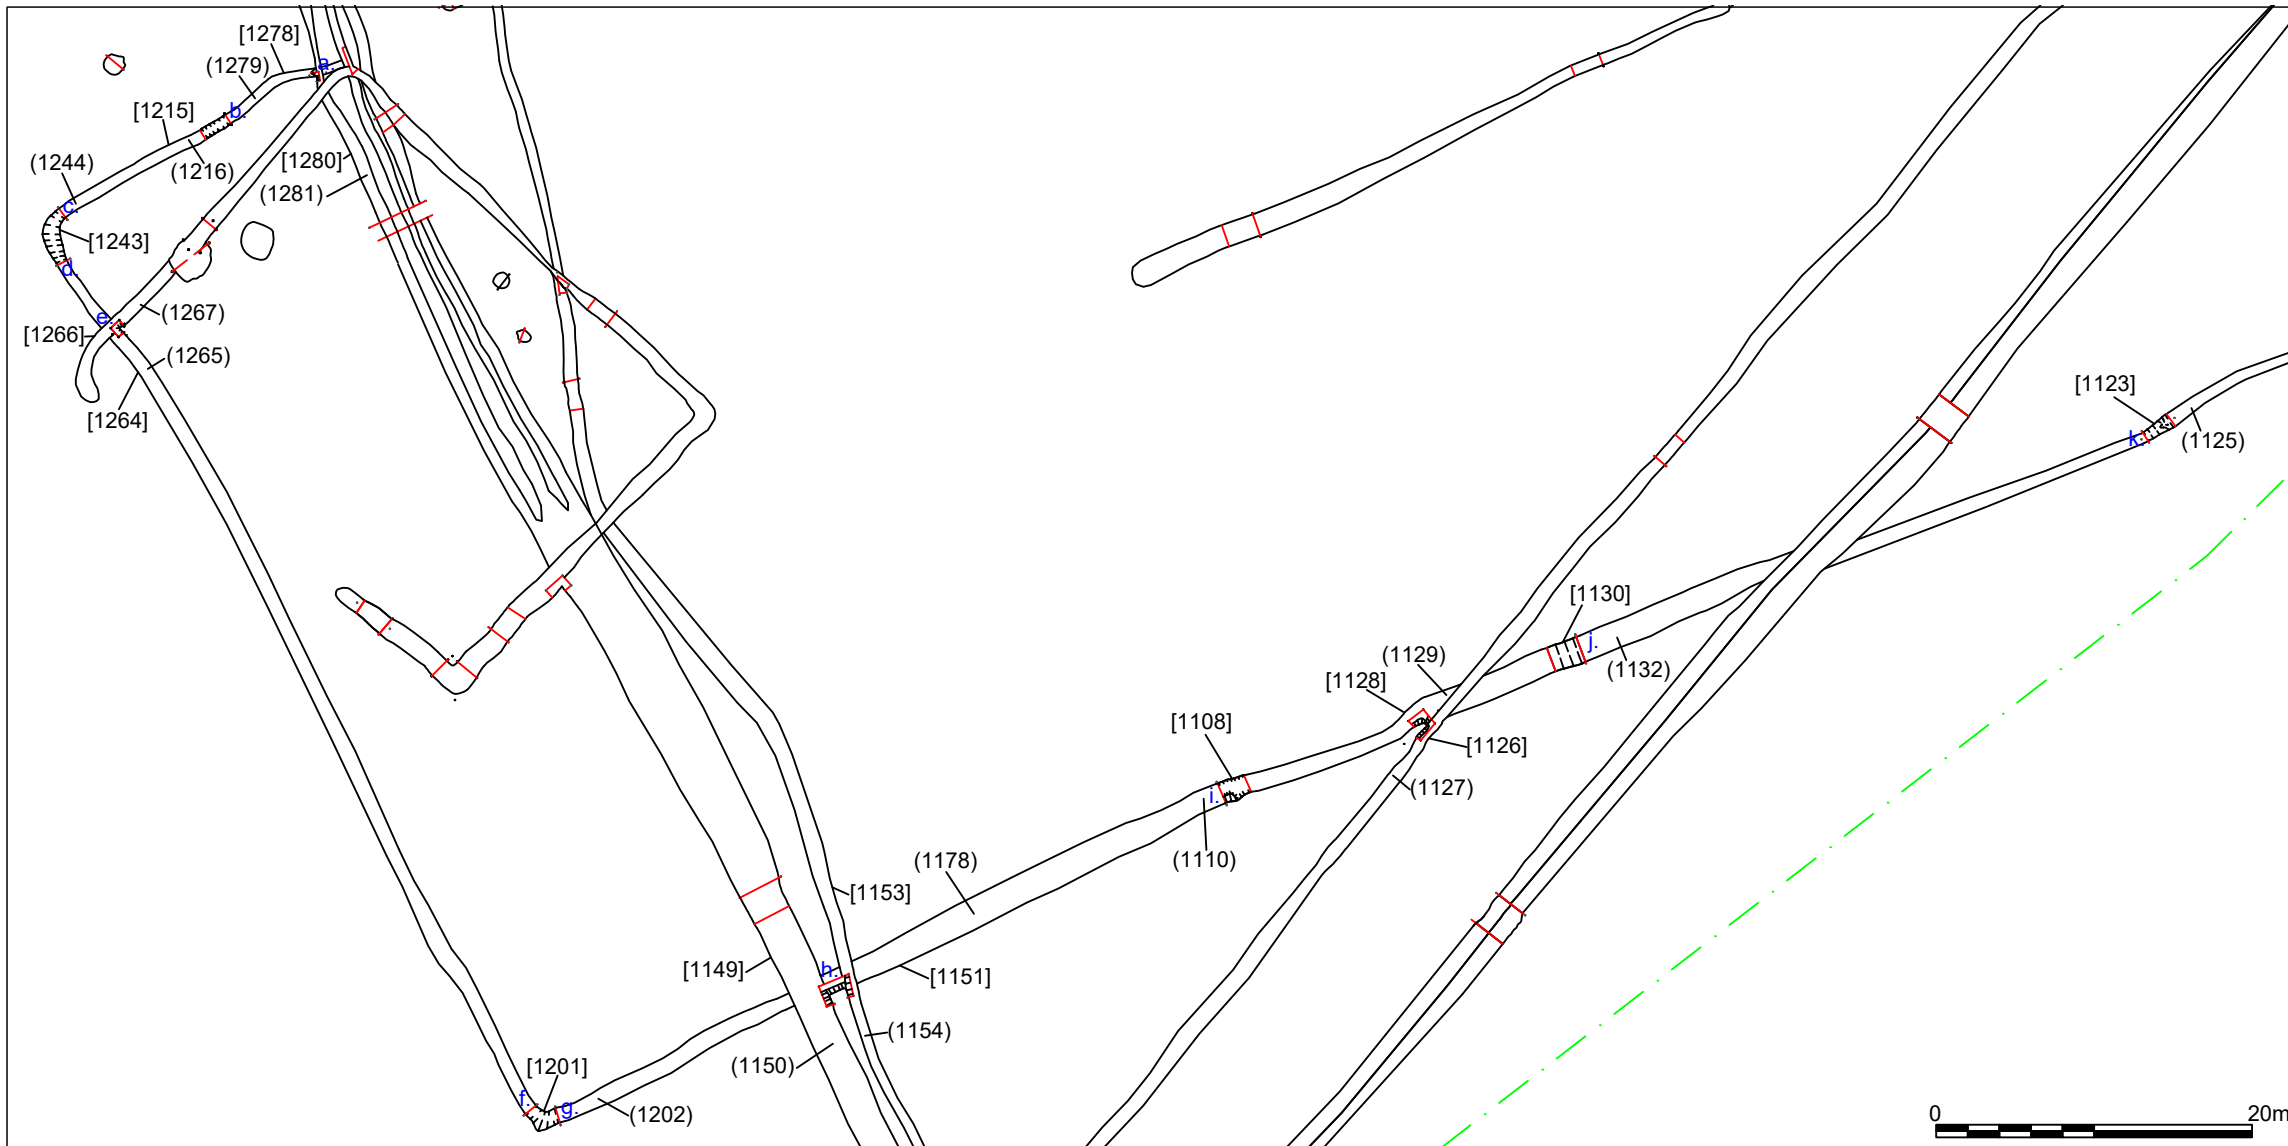 [1278]
a.
(1279)
[1215]
b.
(1244)
(1216)
[1280]
(1281)
c.
[1243]
d.
e.
(1267)
[1266]
(1265)
[1264]
[1123]
k.
(1125)
[1130]
j.
(1129)
(1132)
[1128]
[1108]
[1126]
i.
(1127)
(1178)
(1110)
[1153]
h.
[1149]
[1151]
(1154)
(1150)
[1201]
f.
g.
(1202)
0 20m